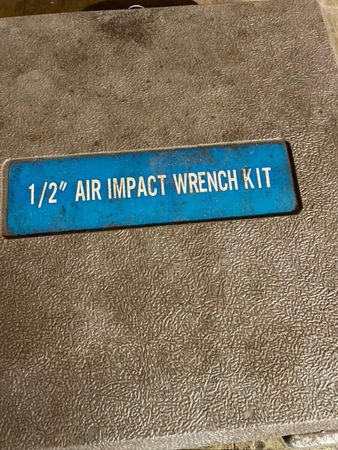 1/2" AIR IMPACT WRENCH KIT